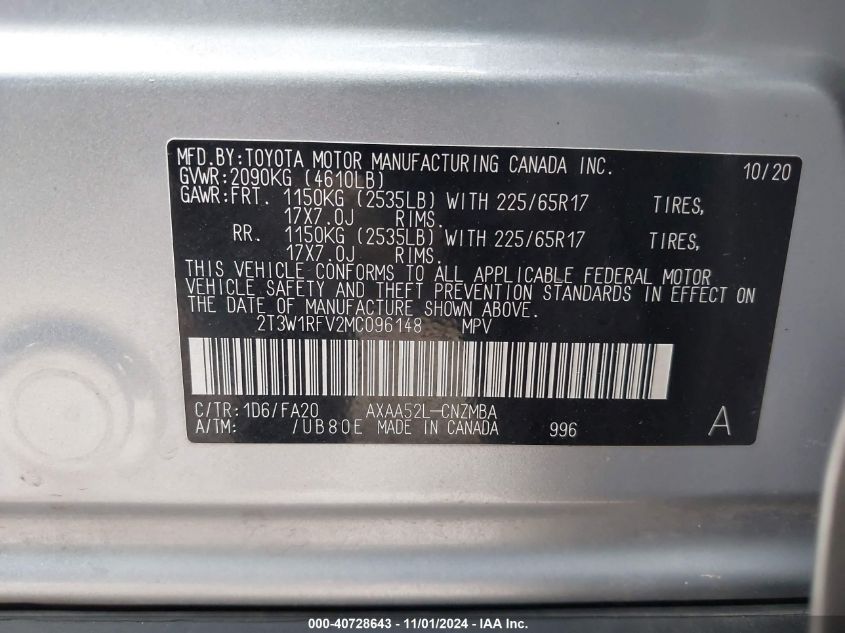 MFD.BY:TOYOTA MOTOR MANUFACTURING CANADA INC. 10/20
GVWR:2090KG (4610LB)
GAWR:FRT. 1150KG (2535LB) WITH 225/65R17 TIRES,
17X7.0J RIMS.
RR. 1150KG (2535LB) WITH 225/65R17 TIRES,
17X7.0J RIMS.
THIS VEHICLE CONFORMS TO ALL APPLICABLE FEDERAL MOTOR
VEHICLE SAFETY AND THEFT PREVENTION STANDARDS IN EFFECT ON
THE DATE OF MANUFACTURE SHOWN ABOVE.
2T3W1RFV2MC096148 MPV
C/TR:1D6/FA20 AXAA52L-CNZMBA
A/TM: /UB80E MADE IN CANADA 996 A
000-40728643 - 11/01/2024 - IAA Inc.